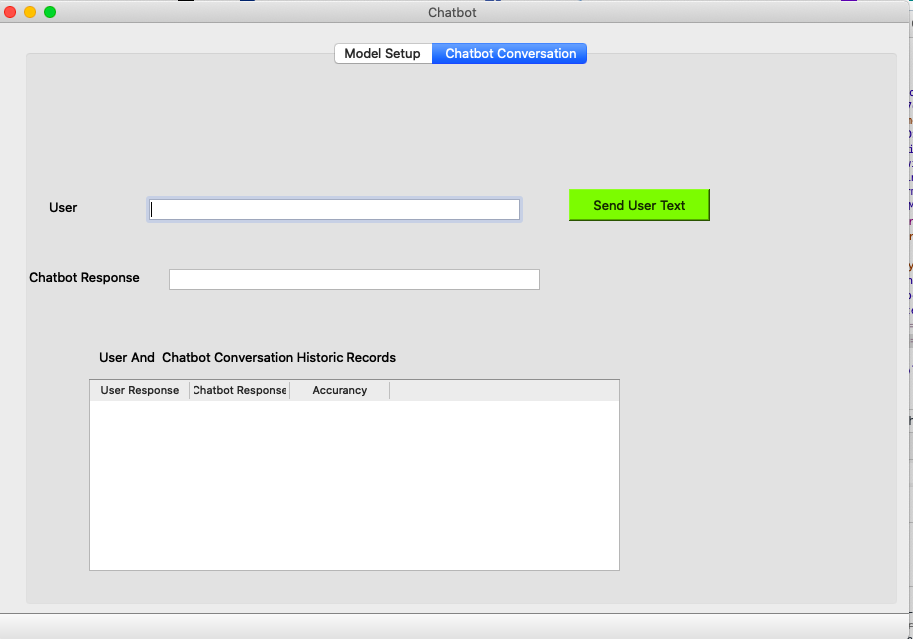 Chatbot
Model Setup Chatbot Conversation
User
Send User Text
Chatbot Response
User And  Chatbot Conversation Historic Records
User Response Chatbot Response Accurancy